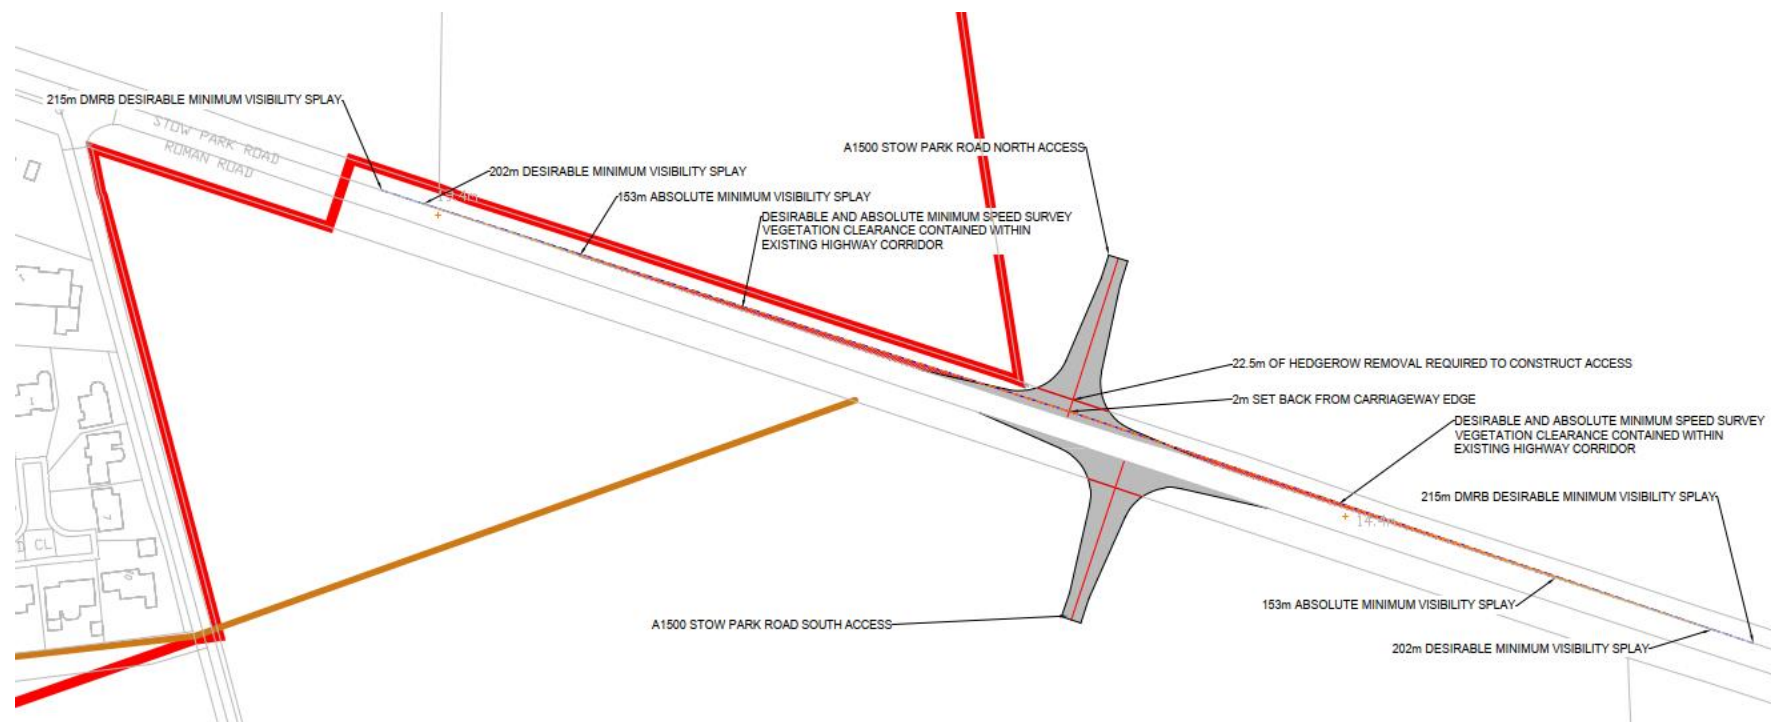 215m DMRB DESIRABLE MINIMUM VISIBILITY SPLAY
STOW PARK ROAD
ROMAN ROAD
A1500 STOW PARK ROAD NORTH ACCESS
202m DESIRABLE MINIMUM VISIBILITY SPLAY
153m ABSOLUTE MINIMUM VISIBILITY SPLAY
DESIRABLE AND ABSOLUTE MINIMUM SPEED SURVEY
VEGETATION CLEARANCE CONTAINED WITHIN
EXISTING HIGHWAY CORRIDOR
22.5m OF HEDGEROW REMOVAL REQUIRED TO CONSTRUCT ACCESS
2m SET BACK FROM CARRIAGEWAY EDGE
DESIRABLE AND ABSOLUTE MINIMUM SPEED SURVEY
VEGETATION CLEARANCE CONTAINED WITHIN
EXISTING HIGHWAY CORRIDOR
215m DMRB DESIRABLE MINIMUM VISIBILITY SPLAY
14.4m
CL
153m ABSOLUTE MINIMUM VISIBILITY SPLAY
A1500 STOW PARK ROAD SOUTH ACCESS
202m DESIRABLE MINIMUM VISIBILITY SPLAY